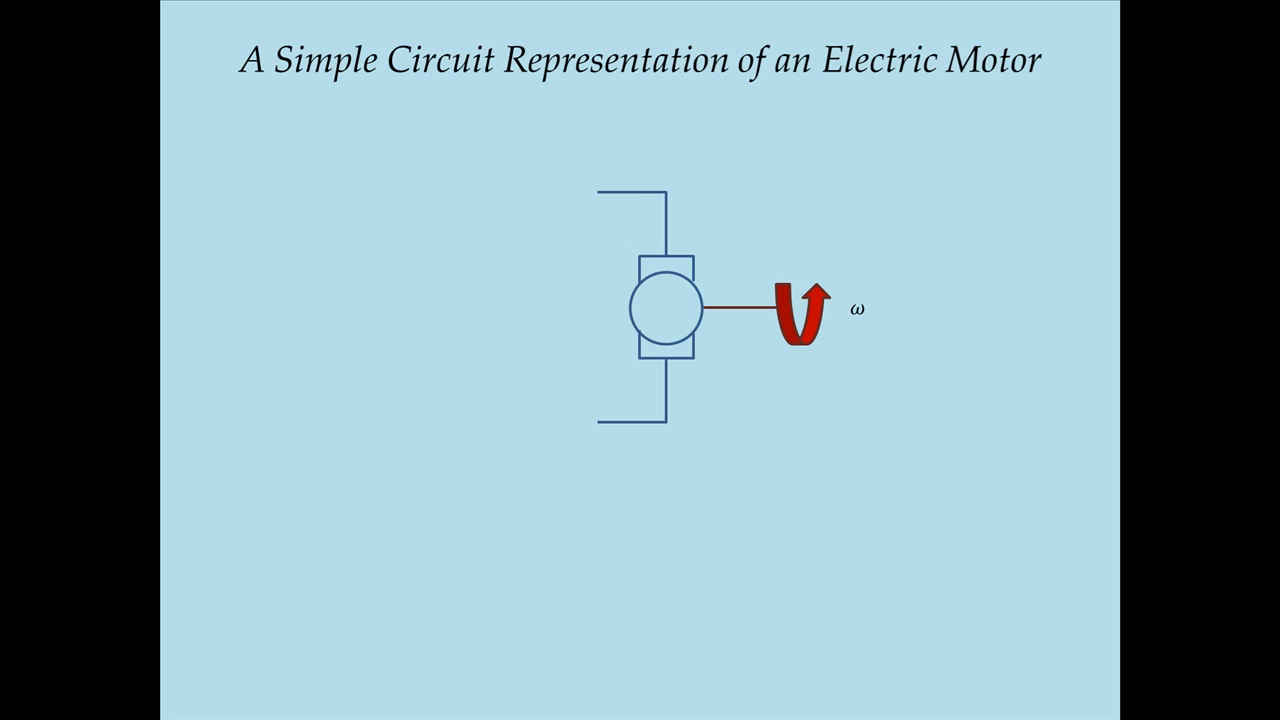 A Simple Circuit Representation of an Electric Motor
ω